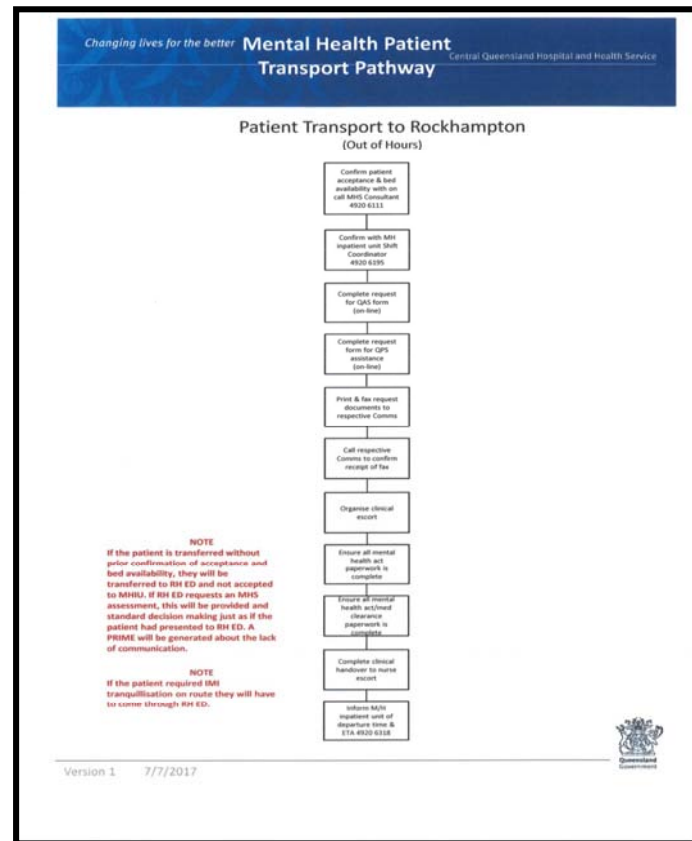 Changing lives for the better
Mental Health Patient
Transport Pathway
Central Queensland Hospital and Health Service
Patient Transport to Rockhampton
(Out of Hours)
Confirm patient
acceptance & bed
availability with on
call MHS Consultant
4920 6111
Confirm with MH
inpatient unit Shift
Coordinator
4920 6195
Complete request
for QAS form
(on-line)
Complete request
form for QPS
assistance
(on-line)
Print & fax request
documents to
respective Comms
Call respective
Comms to confirm
receipt of fax
Organise clinical
escort
Ensure all mental
health act
paperwork is
complete
Ensure all mental
health act/med
clearance
paperwork is
complete
Complete clinical
handover to nurse
escort
Inform M/H
inpatient unit of
departure time &
ETA 4920 6318
NOTE
If the patient is transferred without
prior confirmation of acceptance and
bed availability, they will be
transferred to RH ED and not accepted
to MHIU. If RH ED requests an MHS
assessment, this will be provided and
standard decision making just as if the
patient had presented to RH ED. A
PRIME will be generated about the lack
of communication.
NOTE
If the patient required IMI
tranquillisation on route they will have
to come through RH ED.
Queensland
Government
Version 1 7/7/2017